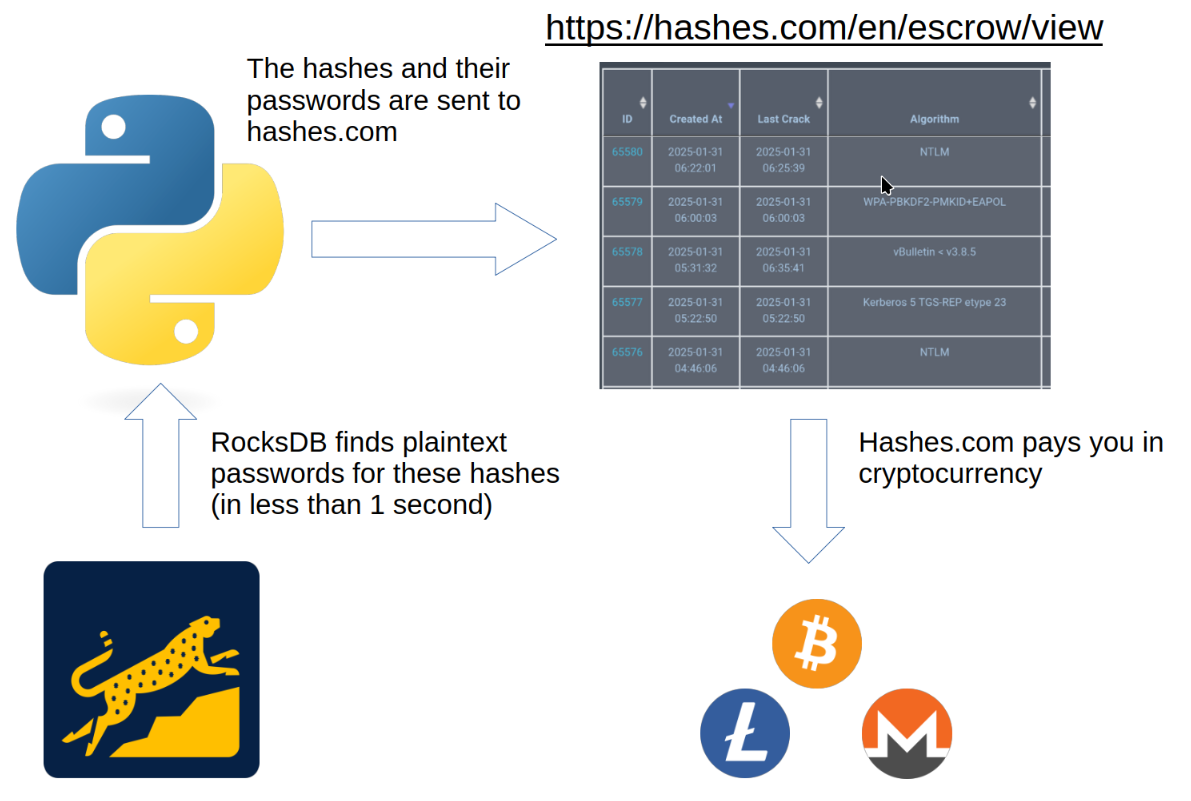 https://hashes.com/en/escrow/view
The hashes and their
passwords are sent to
hashes.com
ID Created At Last Crack Algorithm
65580 2025-01-31 06:22:01 2025-01-31 06:25:39 NTLM
65579 2025-01-31 06:00:03 2025-01-31 06:00:03 WPA-PBKDF2-PMKID+EAPOL
65578 2025-01-31 05:31:32 2025-01-31 06:35:41 vBulletin < v3.8.5
65577 2025-01-31 05:22:50 2025-01-31 05:22:50 Kerberos 5 TGS-REP etype 23
65576 2025-01-31 04:46:06 2025-01-31 04:46:06 NTLM
RocksDB finds plaintext
passwords for these hashes
(in less than 1 second)
Hashes.com pays you in
cryptocurrency